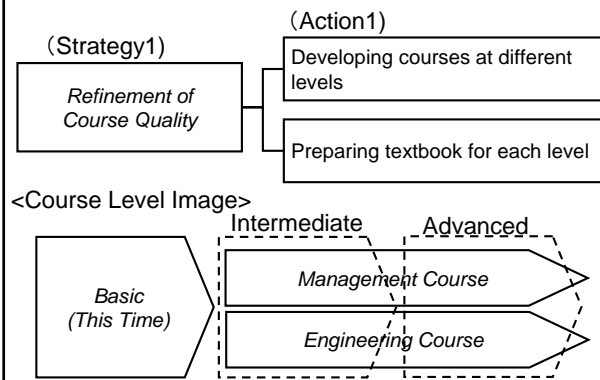 （Action1)
（Strategy1)
Developing courses at different
levels
Refinement of
Course Quality
Preparing textbook for each level
<Course Level Image>
Intermediate
Advanced
Basic
(This Time)
Management Course
Engineering Course